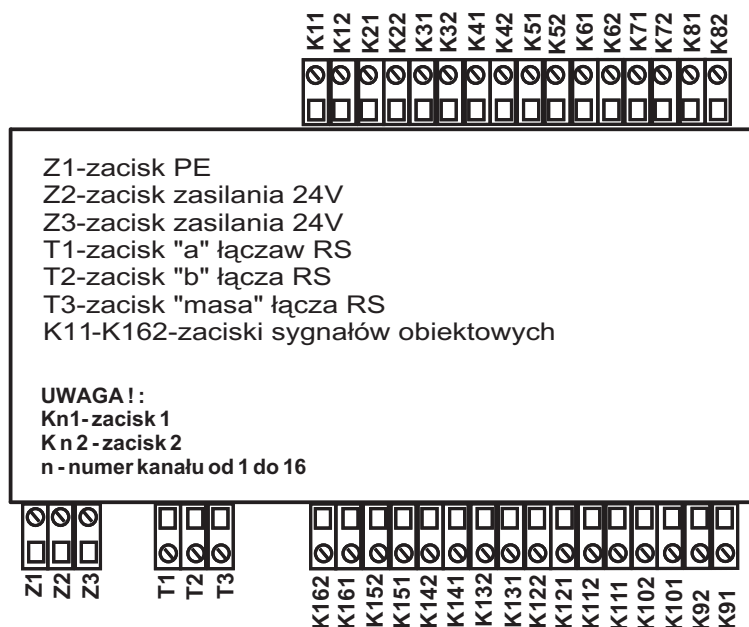 K11 K12 K21 K22 K31 K32 K41 K42 K51 K52 K61 K62 K71 K72 K81 K82
Z1-zacisk PE
Z2-zacisk zasilania 24V
Z3-zacisk zasilania 24V
T1-zacisk "a" łączaw RS
T2-zacisk "b" łącza RS
T3-zacisk "masa" łącza RS
K11-K162-zaciski sygnałów obiektowych
UWAGA! :
Kn1- zacisk 1
K n 2 - zacisk 2
n - numer kanału od 1 do 16
Z1 Z2 Z3 T1 T2 T3 K162 K161 K152 K151 K142 K141 K132 K131 K122 K121 K112 K111 K102 K101 K92 K91